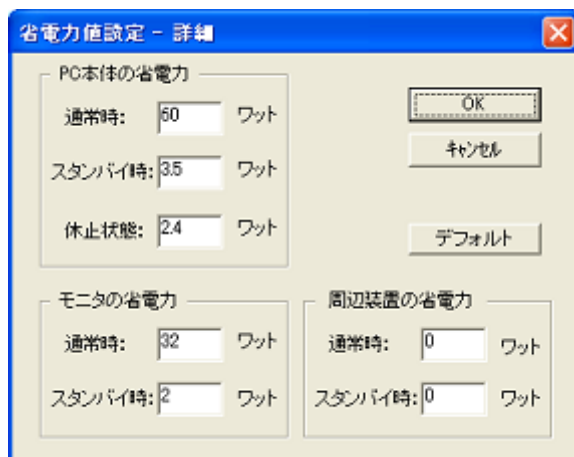 省電力値設定 - 詳細
PC本体の省電力
通常時: 60 ワット
スタンバイ時: 3.5 ワット
休止状態: 2.4 ワット
OK
キャンセル
デフォルト
モニタの省電力
通常時: 32 ワット
スタンバイ時: 2 ワット
周辺装置の省電力
通常時: 0 ワット
スタンバイ時: 0 ワット